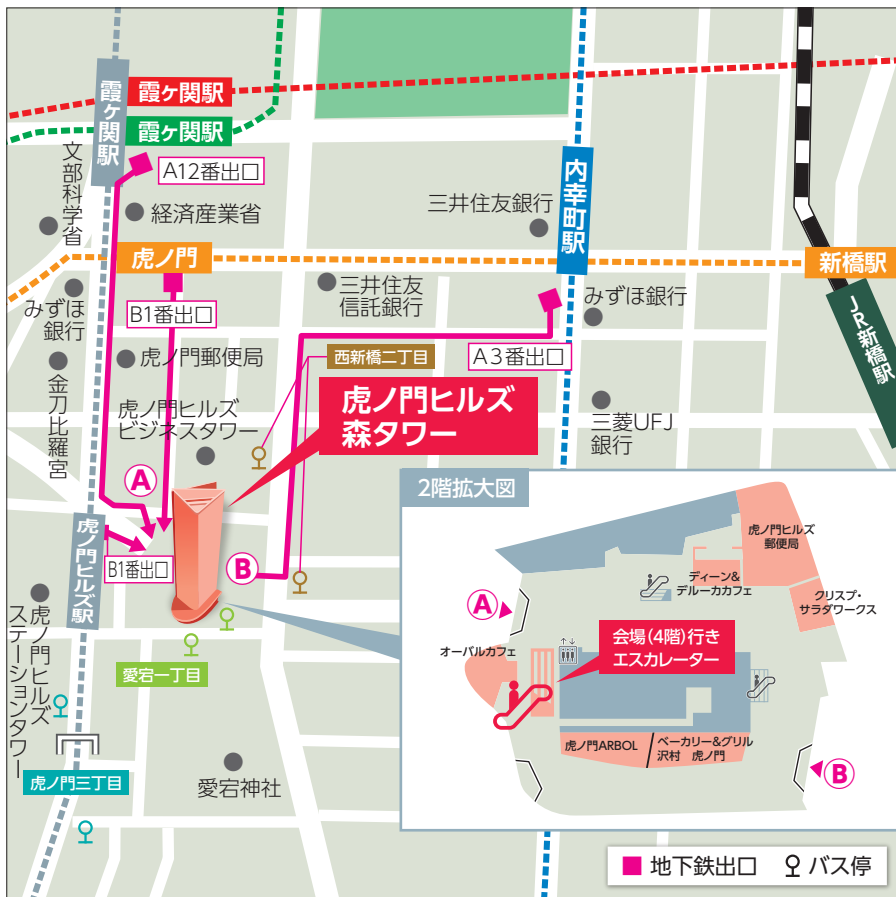 霞ヶ関駅
霞ヶ関駅
霞ヶ関駅
A12番出口
文部科学省
経済産業省
三井住友銀行
内幸町駅
虎ノ門
新橋駅
JR新橋駅
みずほ
銀行
B1番出口
三井住友
信託銀行
みずほ銀行
A3番出口
虎ノ門郵便局
西新橋二丁目
金刀比羅宮
虎ノ門ヒルズ
ビジネスタワー
虎ノ門ヒルズ
森タワー
三菱UFJ
銀行
A
B
虎ノ門ヒルズ駅
B1番出口
虎ノ門ヒルズ
ステーションタワー
愛宕一丁目
虎ノ門三丁目
愛宕神社
2階拡大図
虎ノ門ヒルズ
郵便局
ディーン&
デルーカカフェ
クリスプ・
サラダワークス
A
オーバルカフェ
会場(4階)行き
エスカレーター
虎ノ門ARBOL
ベーカリー&グリル
沢村 虎ノ門
B
地下鉄出口 バス停